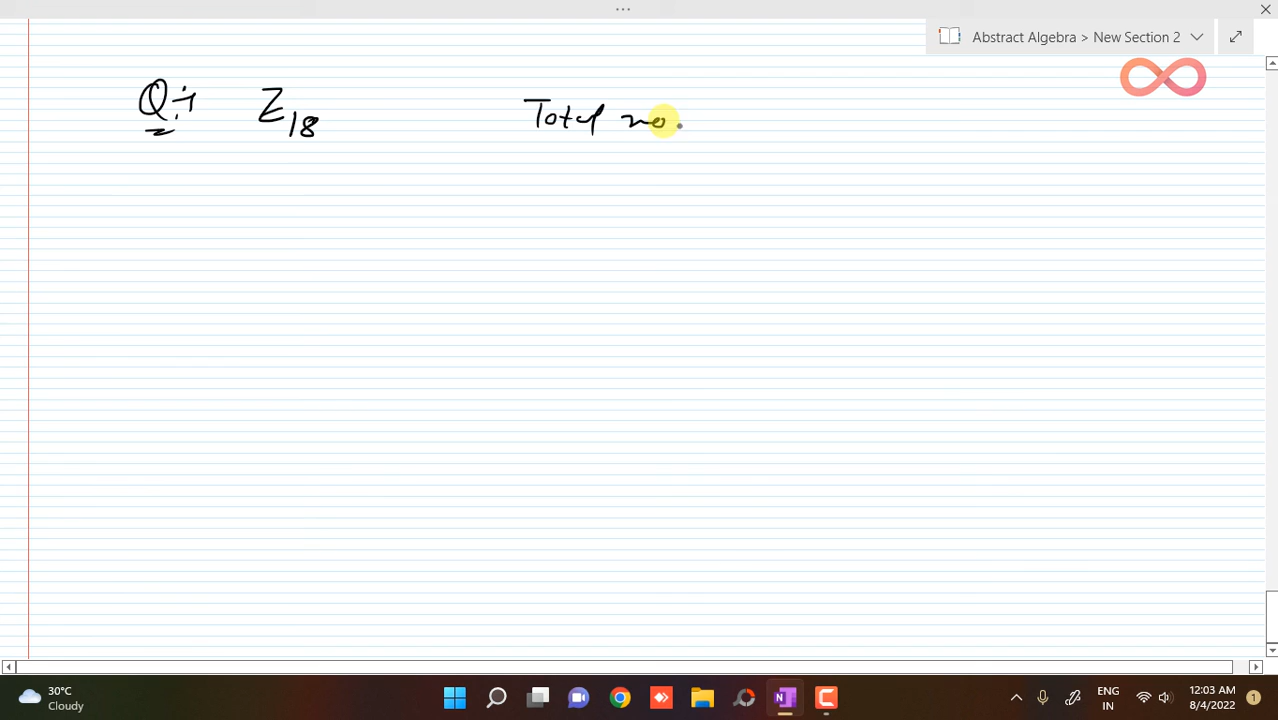 ...
Abstract Algebra > New Section 2
Q:- Z18 Total no.
30°C
Cloudy
ENG
IN
12:03 AM
8/4/2022
1